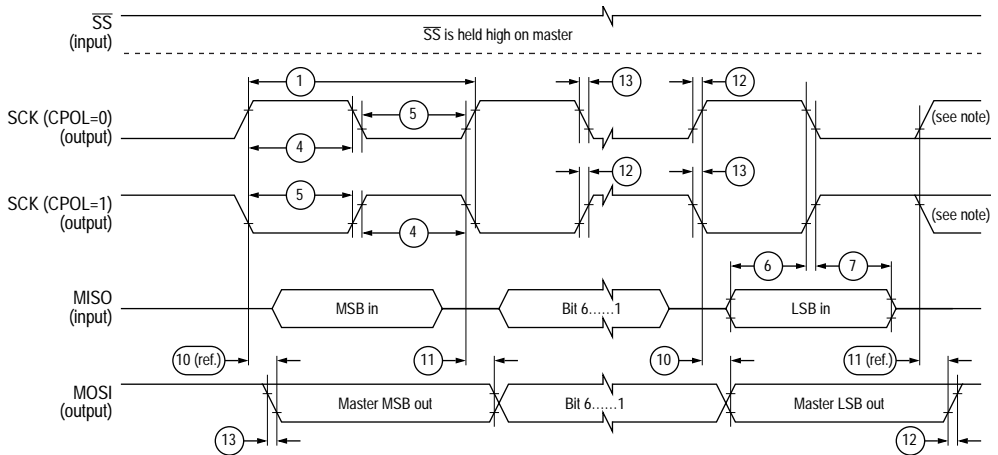 SS
(input)
SS is held high on master
1
13
12
SCK (CPOL=0)
(output)
5
(see note)
4
12
13
SCK (CPOL=1)
(output)
5
(see note)
4
6
7
MISO
(input)
MSB in
Bit 6......1
LSB in
10 (ref.)
11
10
11 (ref.)
MOSI
(output)
Master MSB out
Bit 6......1
Master LSB out
13
12